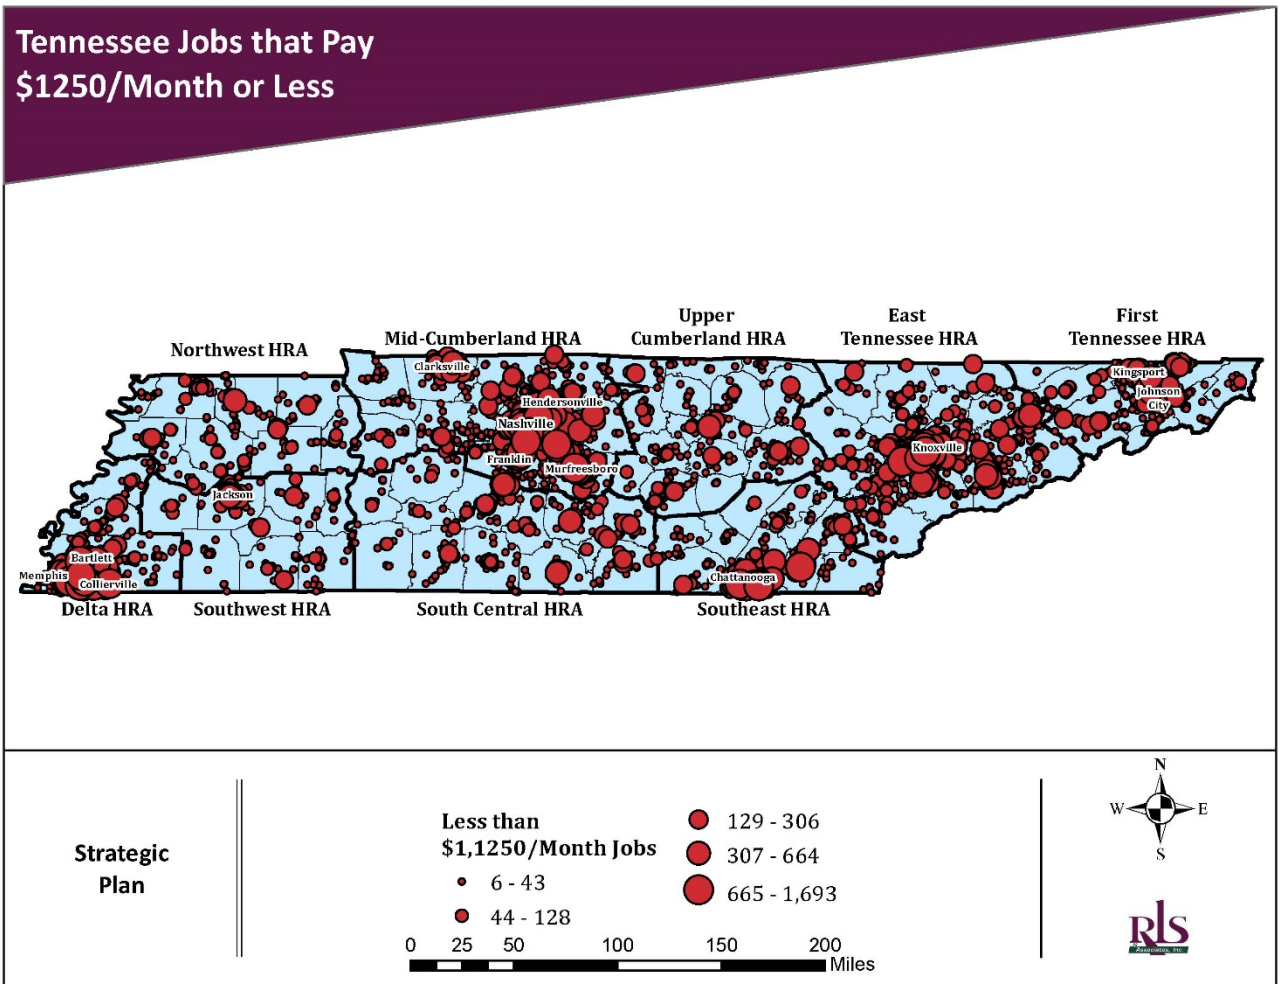 Tennessee Jobs that Pay
$1250/Month or Less
Upper
Cumberland HRA
East
Tennessee HRA
First
Tennessee HRA
Northwest HRA
Mid-Cumberland HRA
Clarksville
Kingsport
Johnson
City
Hendersonville
Nashville
Knoxville
Franklin
Murfreesboro
Jackson
Bartlett
Memphis
Collierville
Chattanooga
Delta HRA
Southwest HRA
South Central HRA
Southeast HRA
Strategic
Plan
Less than
$1,1250/Month Jobs
6 - 43
44 - 128
129 - 306
307 - 664
665 - 1,693
0 25 50 100 150 200
Miles
N
W E
S
RLS
& Associates, Inc.